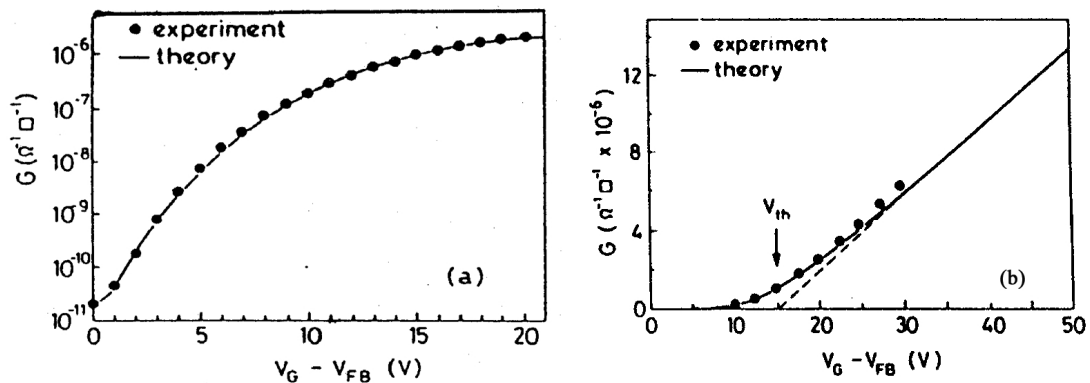 10⁻⁶
10⁻⁷
10⁻⁸
10⁻⁹
10⁻¹⁰
10⁻¹¹
G (Ω⁻¹ □⁻¹)
● experiment
— theory
(a)
0 5 10 15 20
V_G – V_FB (V)
12
8
4
0
G (Ω⁻¹ □⁻¹ x 10⁻⁶)
● experiment
— theory
V_th
(b)
0 10 20 30 40 50
V_G – V_FB (V)